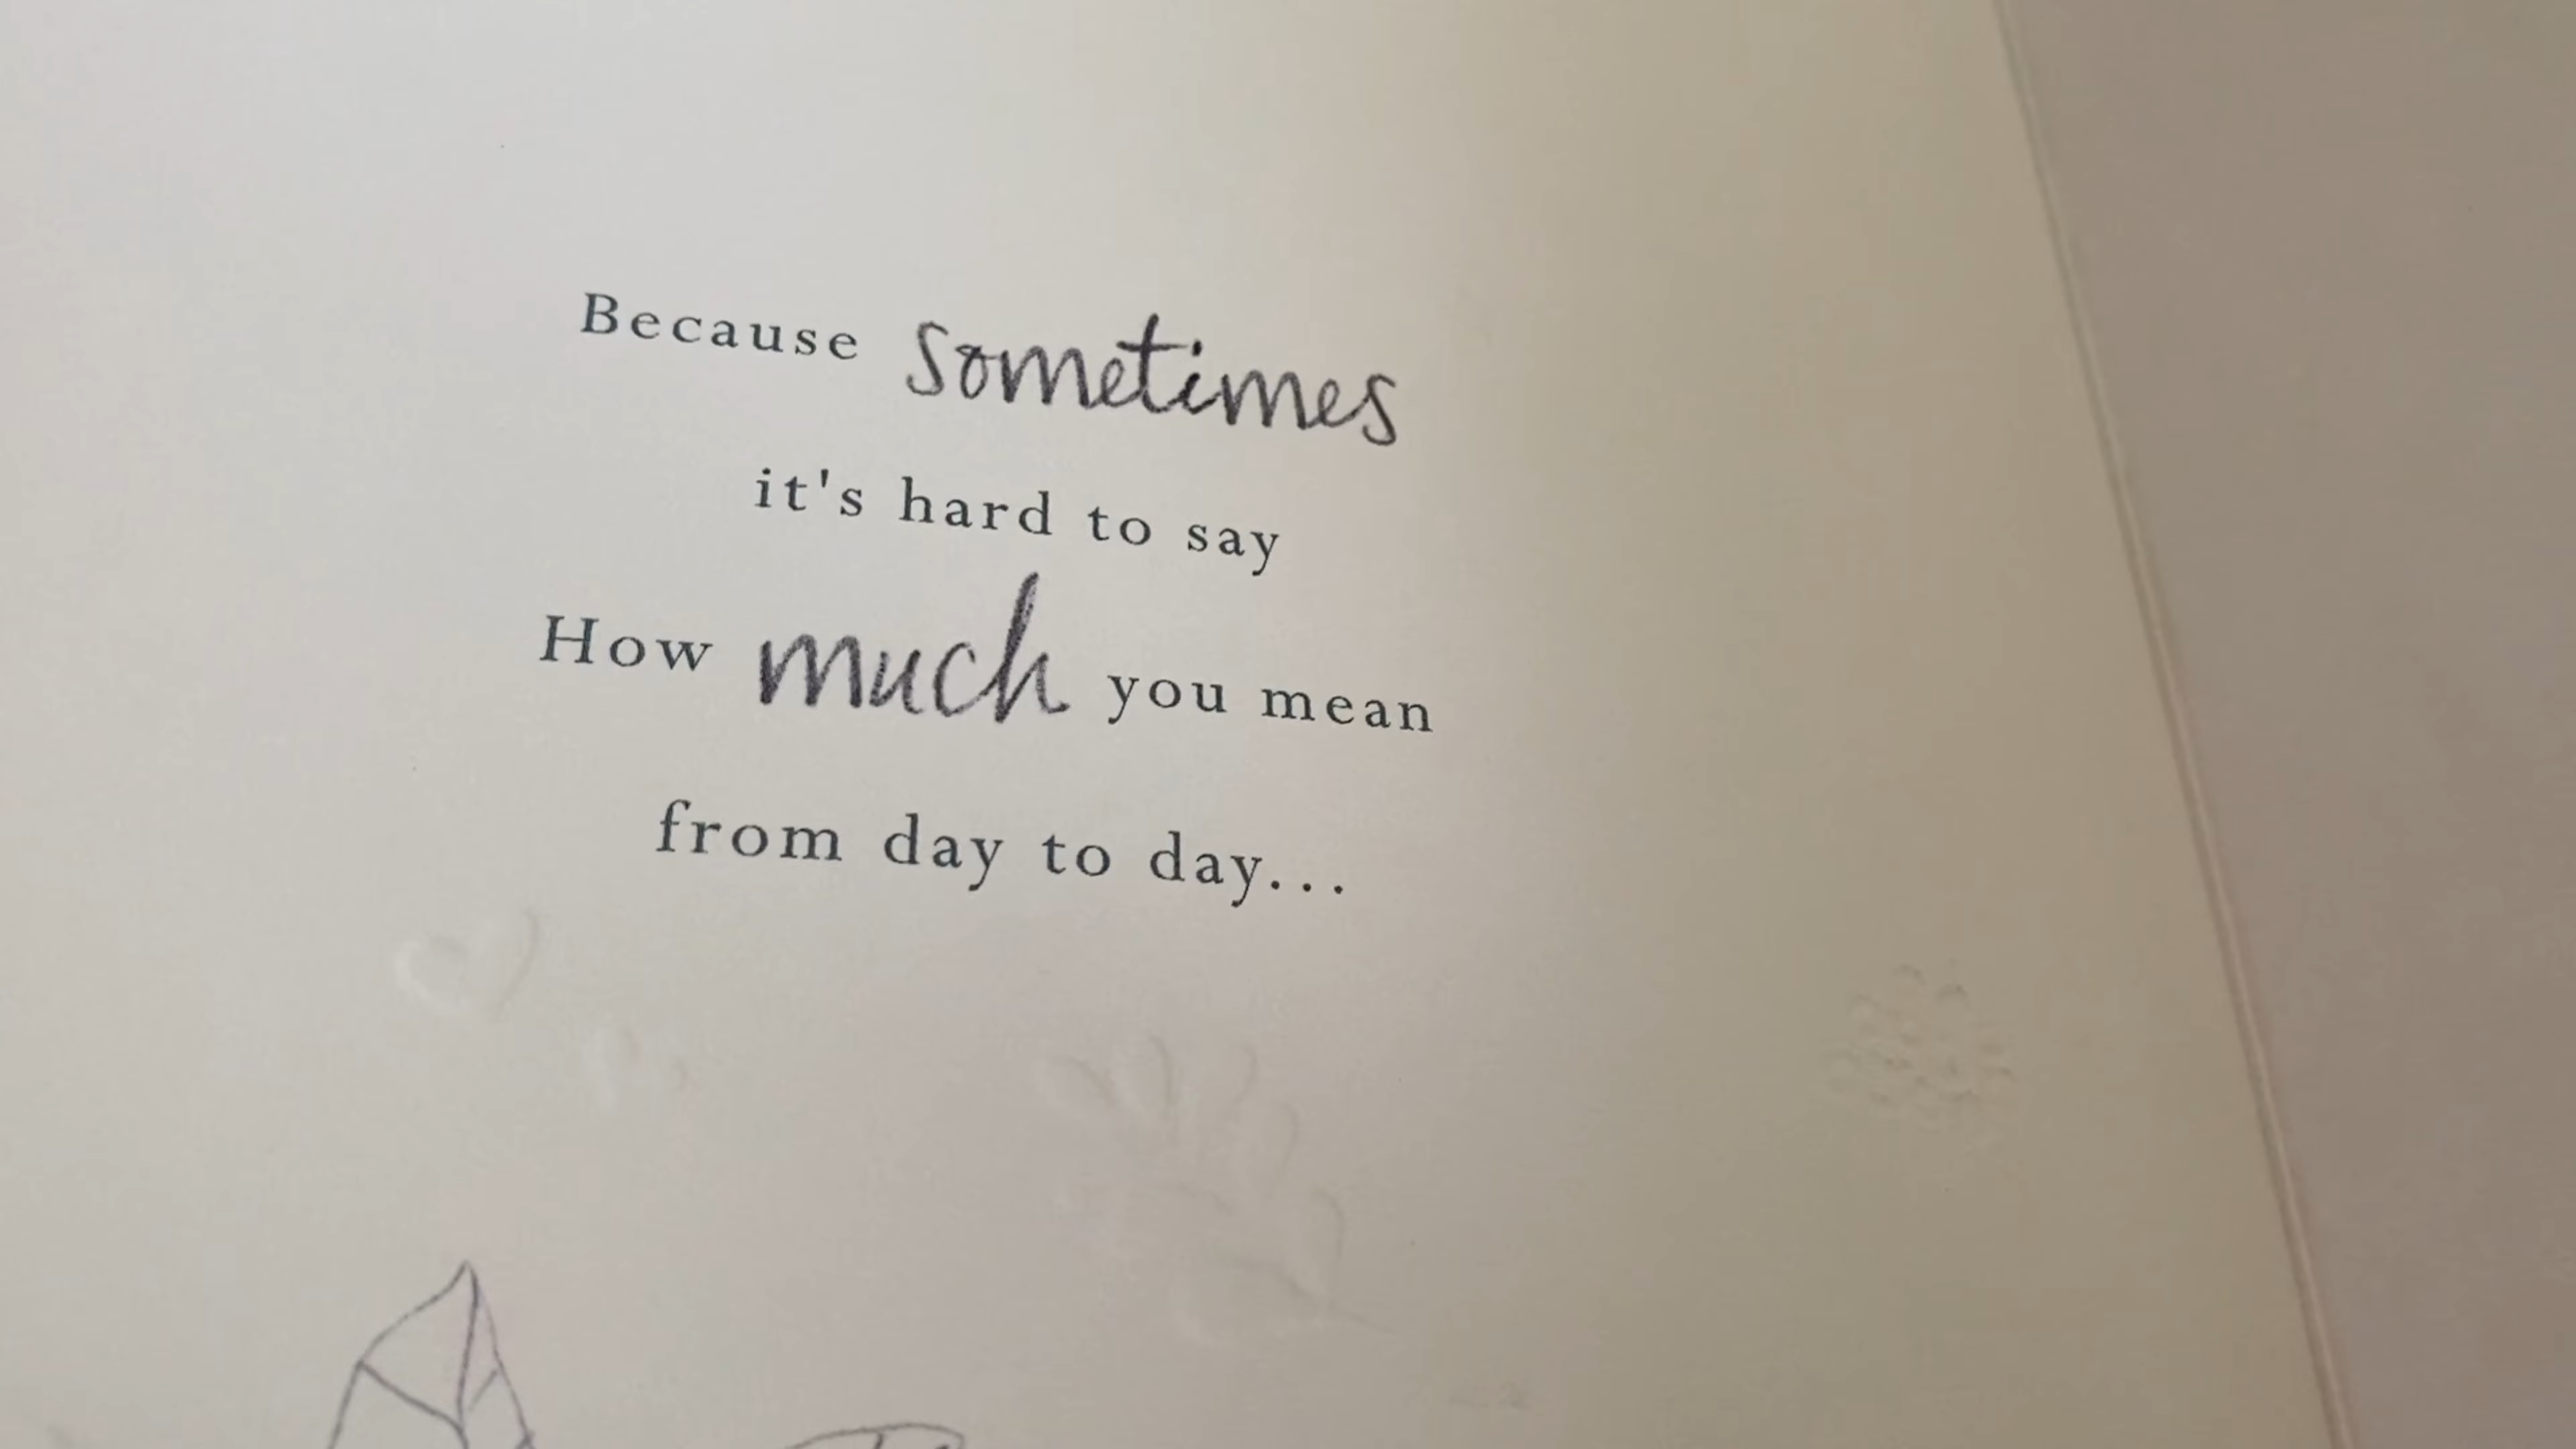 Because sometimes
it's hard to say
How much you mean
from day to day...